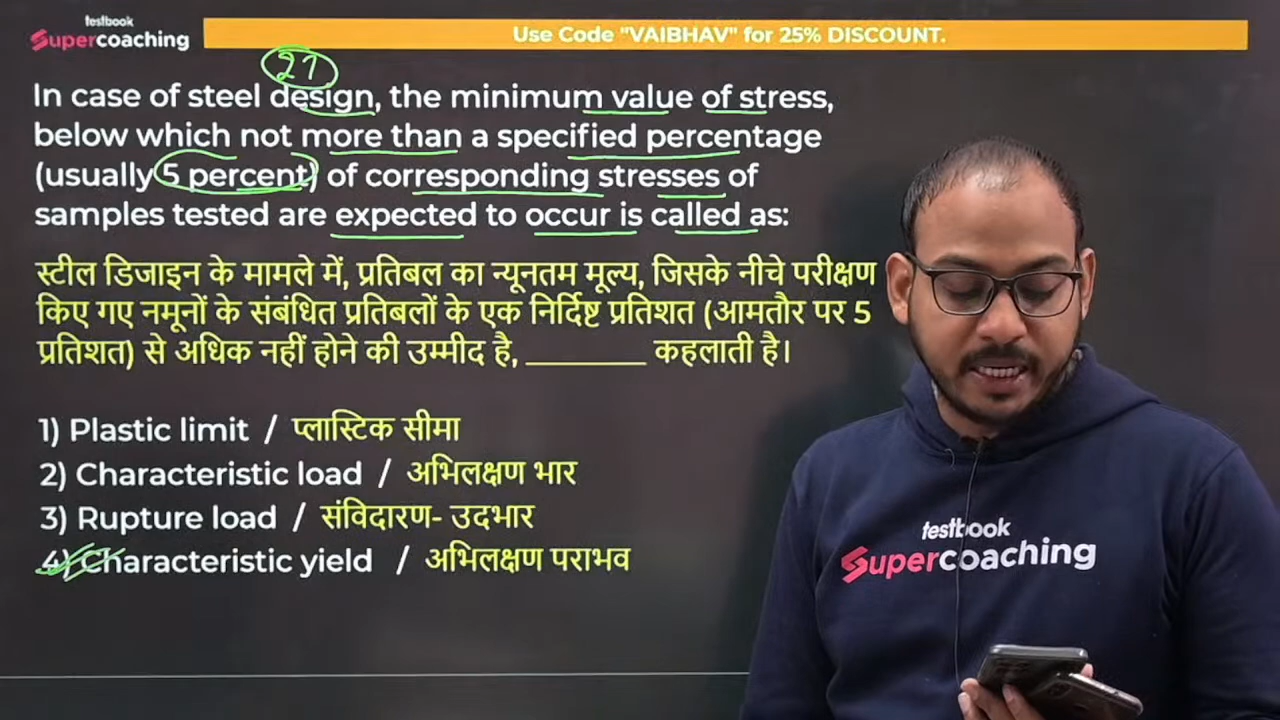 testbook
Supercoaching
Use Code "VAIBHAV" for 25% DISCOUNT.
21
In case of steel design, the minimum value of stress,
below which not more than a specified percentage
(usually 5 percent) of corresponding stresses of
samples tested are expected to occur is called as:
स्टील डिजाइन के मामले में, प्रतिबल का न्यूनतम मूल्य, जिसके नीचे परीक्षण
किए गए नमूनों के संबंधित प्रतिबलों के एक निर्दिष्ट प्रतिशत (आमतौर पर 5
प्रतिशत) से अधिक नहीं होने की उम्मीद है, ________ कहलाती है।
1) Plastic limit / प्लास्टिक सीमा
2) Characteristic load / अभिलक्षण भार
3) Rupture load / संविदारण- उदभार
4) Characteristic yield / अभिलक्षण पराभव
testbook
Supercoaching